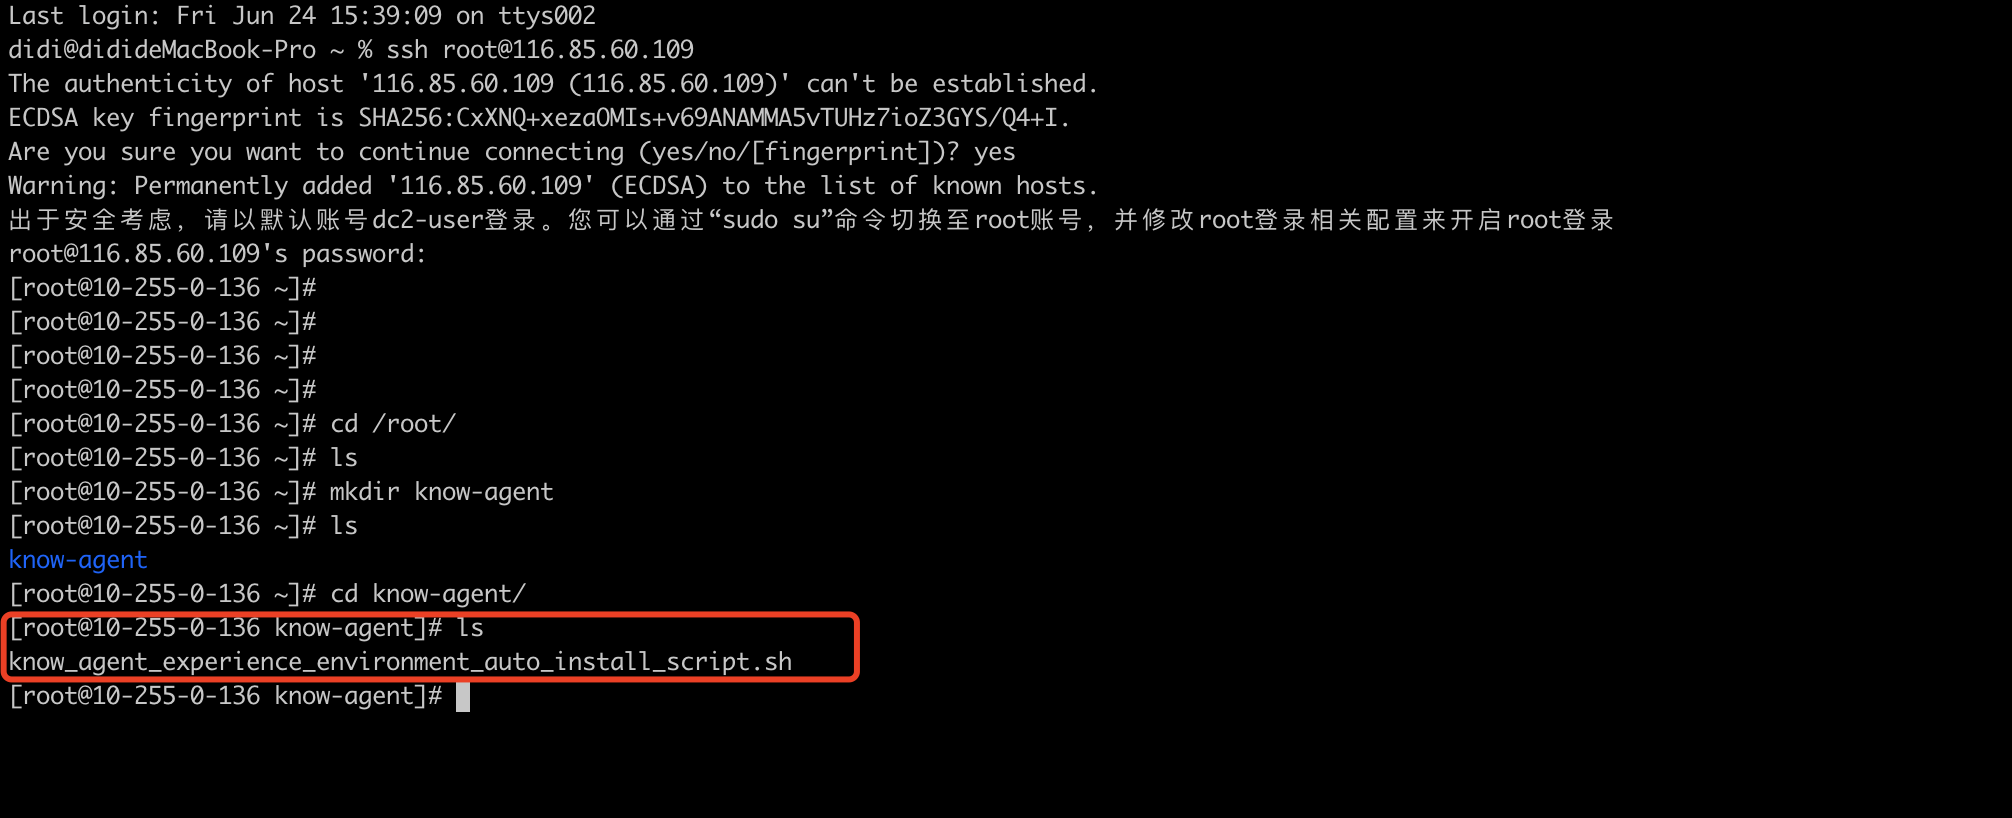 Last login: Fri Jun 24 15:39:09 on ttys002
didi@didideMacBook-Pro ~ % ssh root@116.85.60.109
The authenticity of host '116.85.60.109 (116.85.60.109)' can't be established.
ECDSA key fingerprint is SHA256:CxXNQ+xezaOMIs+v69ANAMMA5vTUHz7ioZ3GYS/Q4+I.
Are you sure you want to continue connecting (yes/no/[fingerprint])? yes
Warning: Permanently added '116.85.60.109' (ECDSA) to the list of known hosts.
出于安全考虑，请以默认账号dc2-user登录。您可以通过“sudo su”命令切换至root账号，并修改root登录相关配置来开启root登录
root@116.85.60.109's password:
[root@10-255-0-136 ~]#
[root@10-255-0-136 ~]#
[root@10-255-0-136 ~]#
[root@10-255-0-136 ~]#
[root@10-255-0-136 ~]# cd /root/
[root@10-255-0-136 ~]# ls
[root@10-255-0-136 ~]# mkdir know-agent
[root@10-255-0-136 ~]# ls
know-agent
[root@10-255-0-136 ~]# cd know-agent/
[root@10-255-0-136 know-agent]# ls
know_agent_experience_environment_auto_install_script.sh
[root@10-255-0-136 know-agent]#